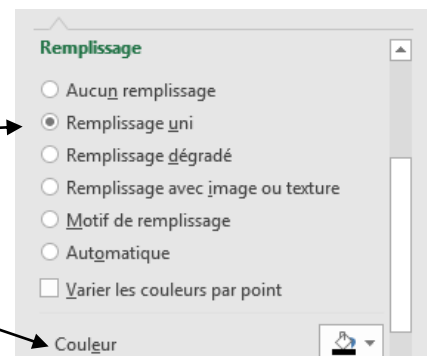 Remplissage
Aucun remplissage
Remplissage uni
Remplissage dégradé
Remplissage avec image ou texture
Motif de remplissage
Automatique
Varier les couleurs par point
Couleur